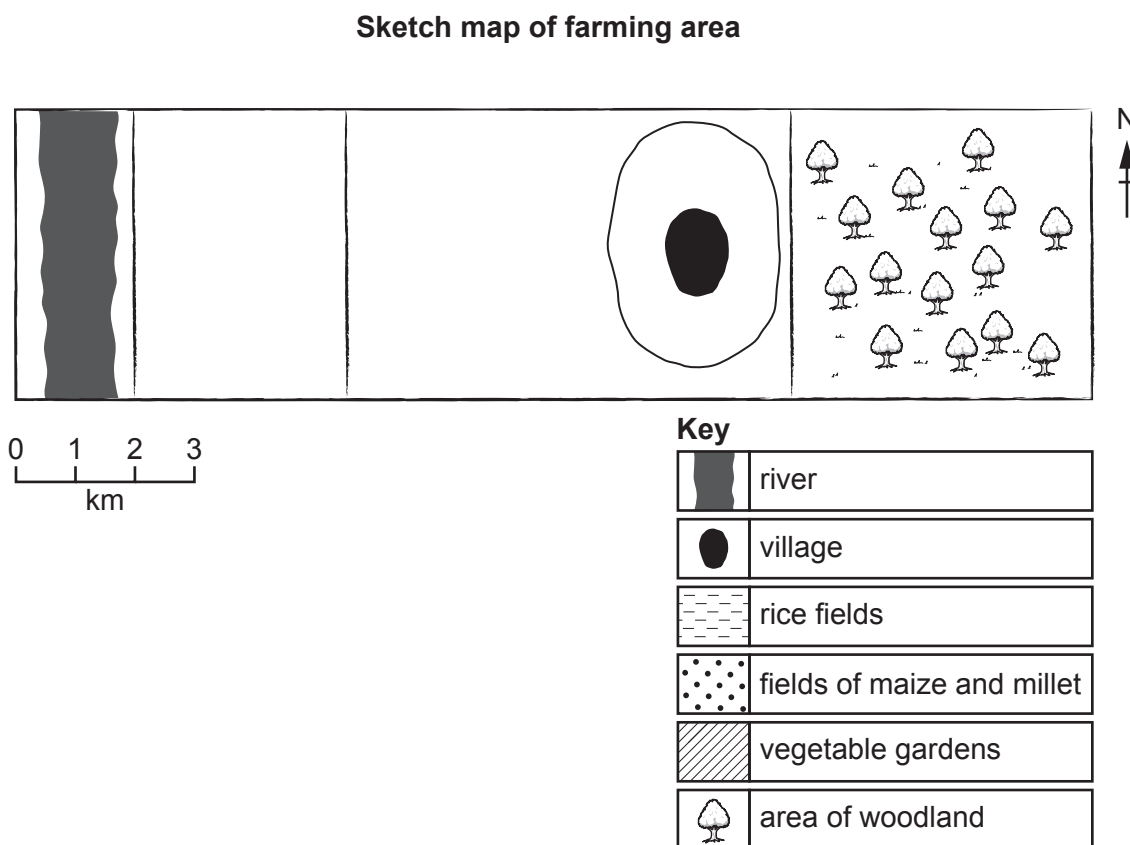 Sketch map of farming area
N
0 1 2 3
km
Key
river
village
rice fields
fields of maize and millet
vegetable gardens
area of woodland